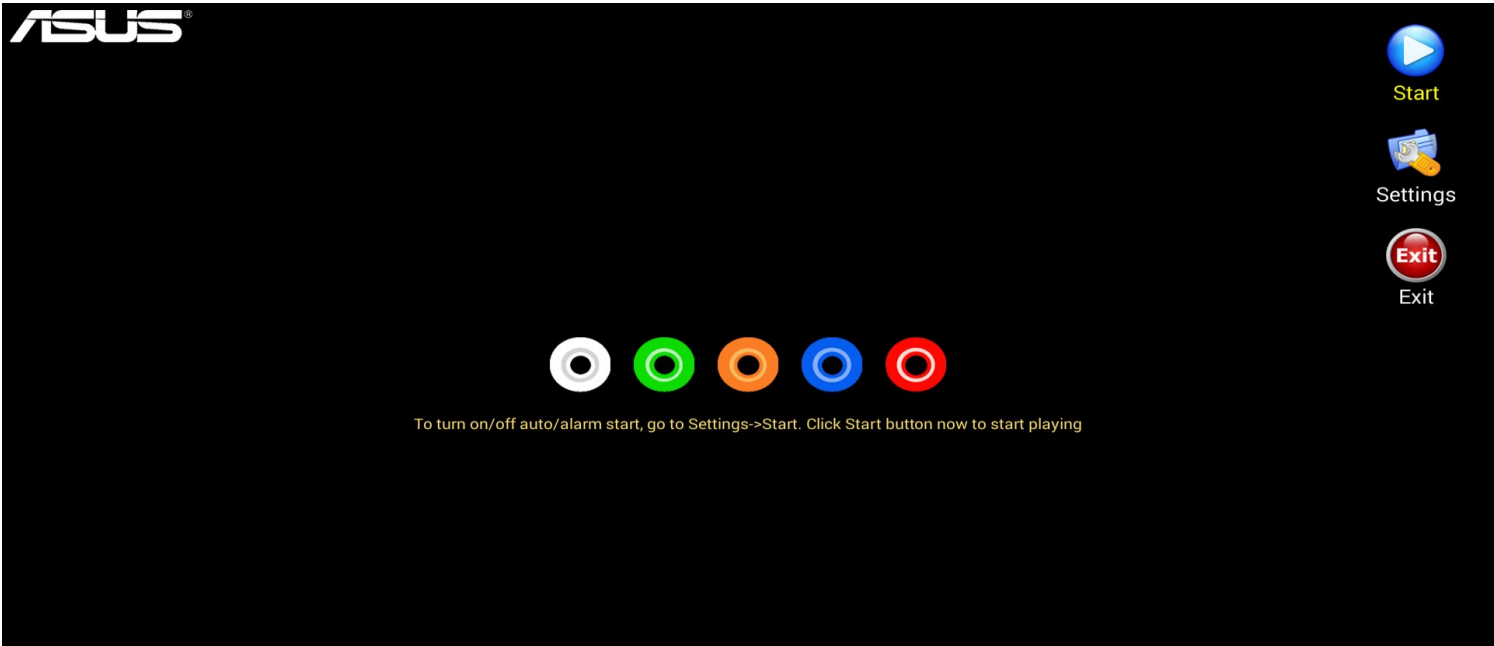 ASUS®
Start
Settings
Exit
Exit
To turn on/off auto/alarm start, go to Settings->Start. Click Start button now to start playing